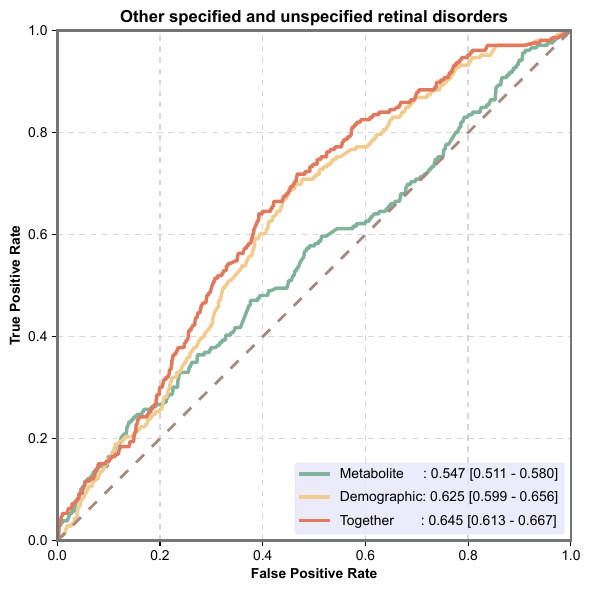 Other specified and unspecified retinal disorders
True Positive Rate
1.0
0.8
0.6
0.4
0.2
0.0
Metabolite : 0.547 [0.511 - 0.580]
Demographic: 0.625 [0.599 - 0.656]
Together : 0.645 [0.613 - 0.667]
0.0 0.2 0.4 0.6 0.8 1.0
False Positive Rate